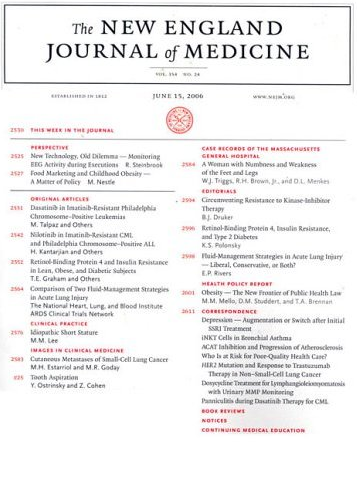 The NEW ENGLAND
JOURNAL of MEDICINE
VOL. 354 NO. 24
ESTABLISHED IN 1812
JUNE 15, 2006
WWW.NEJM.ORG
2510 THIS WEEK IN THE JOURNAL
PERSPECTIVE
2525 New Technology, Old Dilemma — Monitoring
EEG Activity during Executions R. Steinbrook
2527 Food Marketing and Childhood Obesity —
A Matter of Policy M. Nestle
ORIGINAL ARTICLES
2531 Dasatinib in Imatinib-Resistant Philadelphia
Chromosome–Positive Leukemias
M. Talpaz and Others
2542 Nilotinib in Imatinib-Resistant CML
and Philadelphia Chromosome–Positive ALL
H. Kantarjian and Others
2552 Retinol-Binding Protein 4 and Insulin Resistance
in Lean, Obese, and Diabetic Subjects
T.E. Graham and Others
2564 Comparison of Two Fluid-Management Strategies
in Acute Lung Injury
The National Heart, Lung, and Blood Institute
ARDS Clinical Trials Network
CLINICAL PRACTICE
2576 Idiopathic Short Stature
M.M. Lee
IMAGES IN CLINICAL MEDICINE
2583 Cutaneous Metastases of Small-Cell Lung Cancer
M.H. Estarriol and M.R. Goday
e25 Tooth Aspiration
Y. Ostrinsky and Z. Cohen
CASE RECORDS OF THE MASSACHUSETTS
GENERAL HOSPITAL
2584 A Woman with Numbness and Weakness
of the Feet and Legs
W.J. Triggs, R.H. Brown, Jr., and D.L. Menkes
EDITORIALS
2594 Circumventing Resistance to Kinase-Inhibitor
Therapy
B.J. Druker
2596 Retinol-Binding Protein 4, Insulin Resistance,
and Type 2 Diabetes
K.S. Polonsky
2598 Fluid-Management Strategies in Acute Lung Injury
— Liberal, Conservative, or Both?
E.P. Rivers
HEALTH POLICY REPORT
2601 Obesity — The New Frontier of Public Health Law
M.M. Mello, D.M. Studdert, and T.A. Brennan
2611 CORRESPONDENCE
Depression — Augmentation or Switch after Initial
SSRI Treatment
iNKT Cells in Bronchial Asthma
ACAT Inhibition and Progression of Atherosclerosis
Who Is at Risk for Poor-Quality Health Care?
HER2 Mutation and Response to Trastuzumab
Therapy in Non–Small-Cell Lung Cancer
Doxycycline Treatment for Lymphangioleiomyomatosis
with Urinary MMP Monitoring
Panniculitis during Dasatinib Therapy for CML
BOOK REVIEWS
NOTICES
CONTINUING MEDICAL EDUCATION